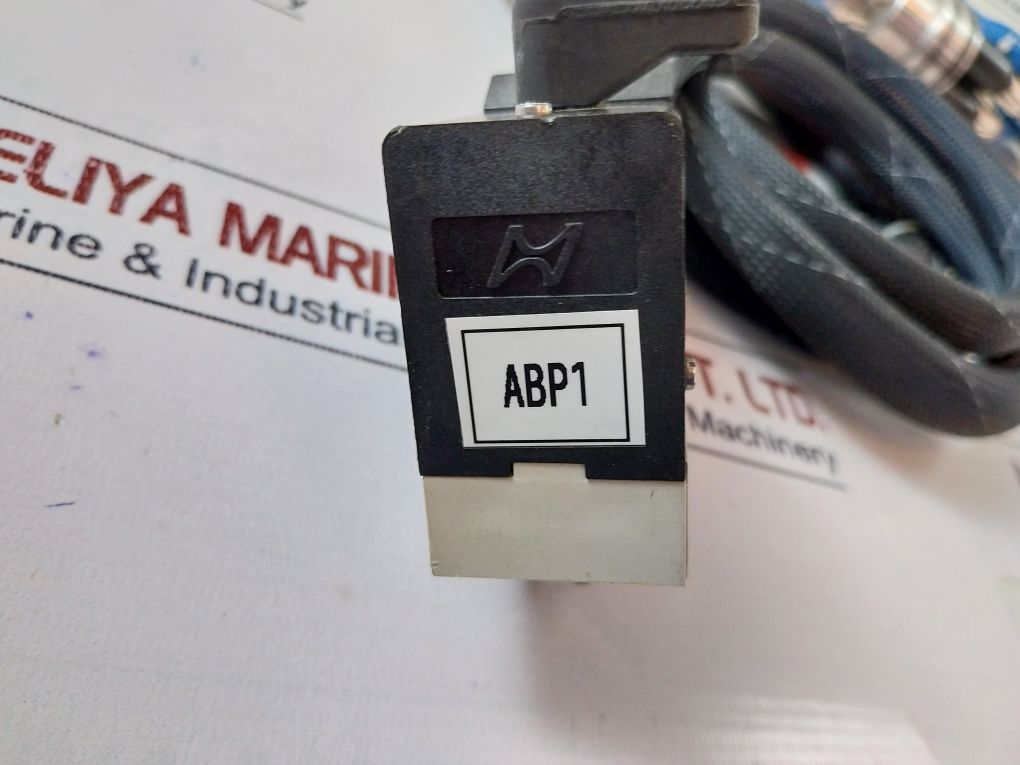 ELIYA MARI
rine & Industria
ABP1
T. LTD.
Machinery